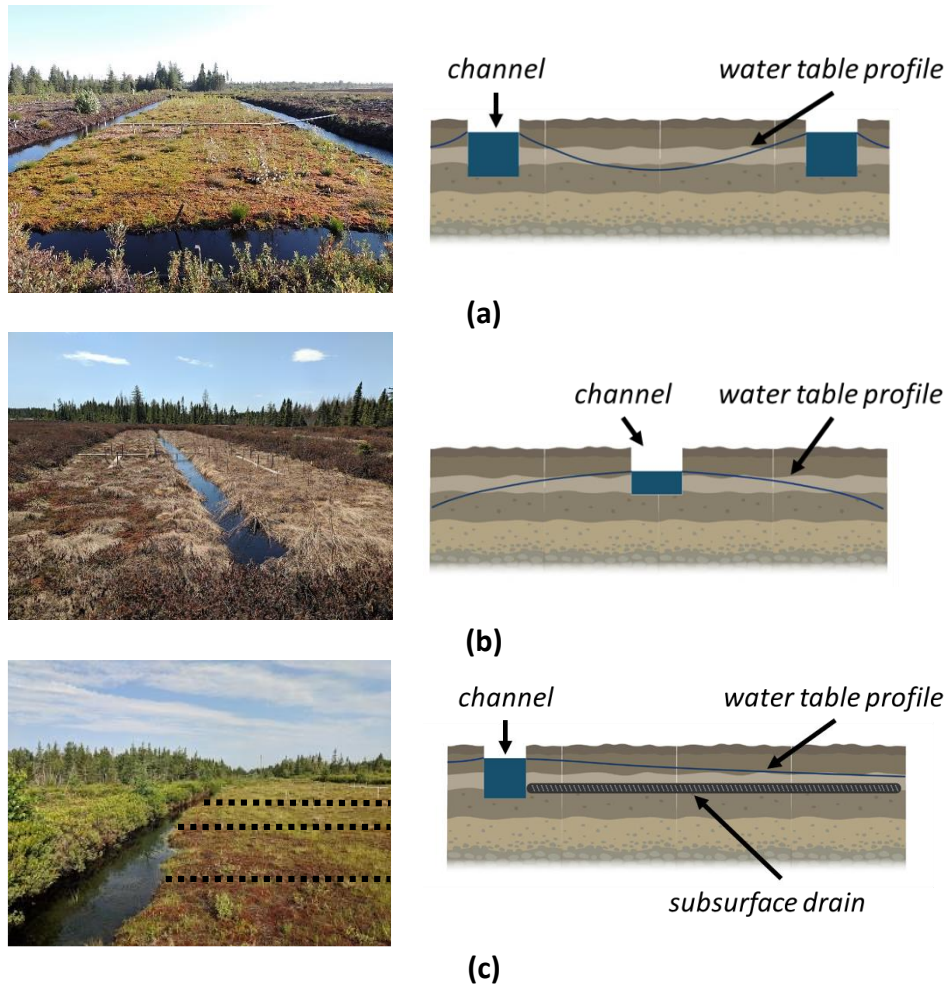 channel
water table profile
(a)
channel
water table profile
(b)
channel
water table profile
subsurface drain
(c)